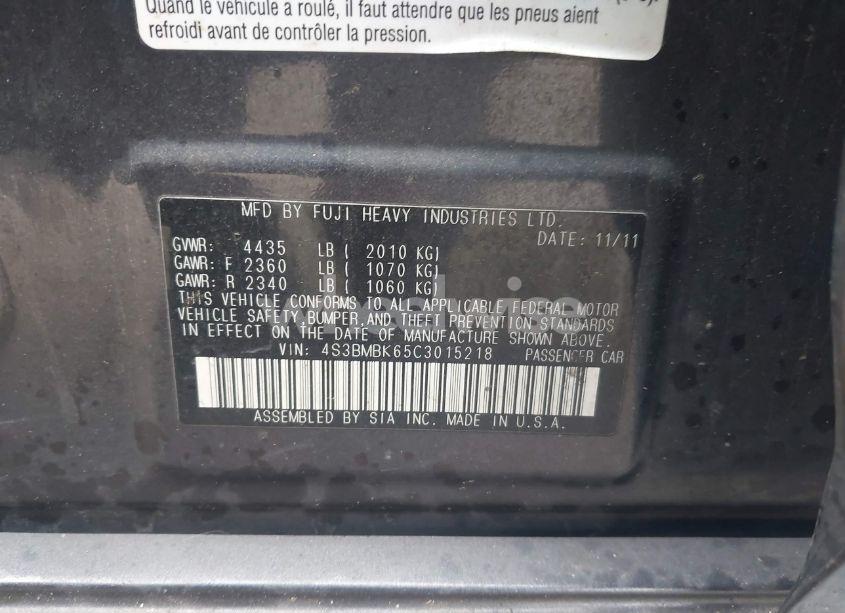 Quand le véhicule a roulé, il faut attendre que les pneus aient
refroidi avant de contrôler la pression.
MFD BY FUJI HEAVY INDUSTRIES LTD.
DATE: 11/11
GVWR: 4435 LB ( 2010 KG)
GAWR: F 2360 LB ( 1070 KG)
GAWR: R 2340 LB ( 1060 KG)
THIS VEHICLE CONFORMS TO ALL APPLICABLE FEDERAL MOTOR
VEHICLE SAFETY, BUMPER, AND THEFT PREVENTION STANDARDS
IN EFFECT ON THE DATE OF MANUFACTURE SHOWN ABOVE.
VIN: 4S3BMBK65C3015218 PASSENGER CAR
ASSEMBLED BY SIA INC. MADE IN U.S.A.